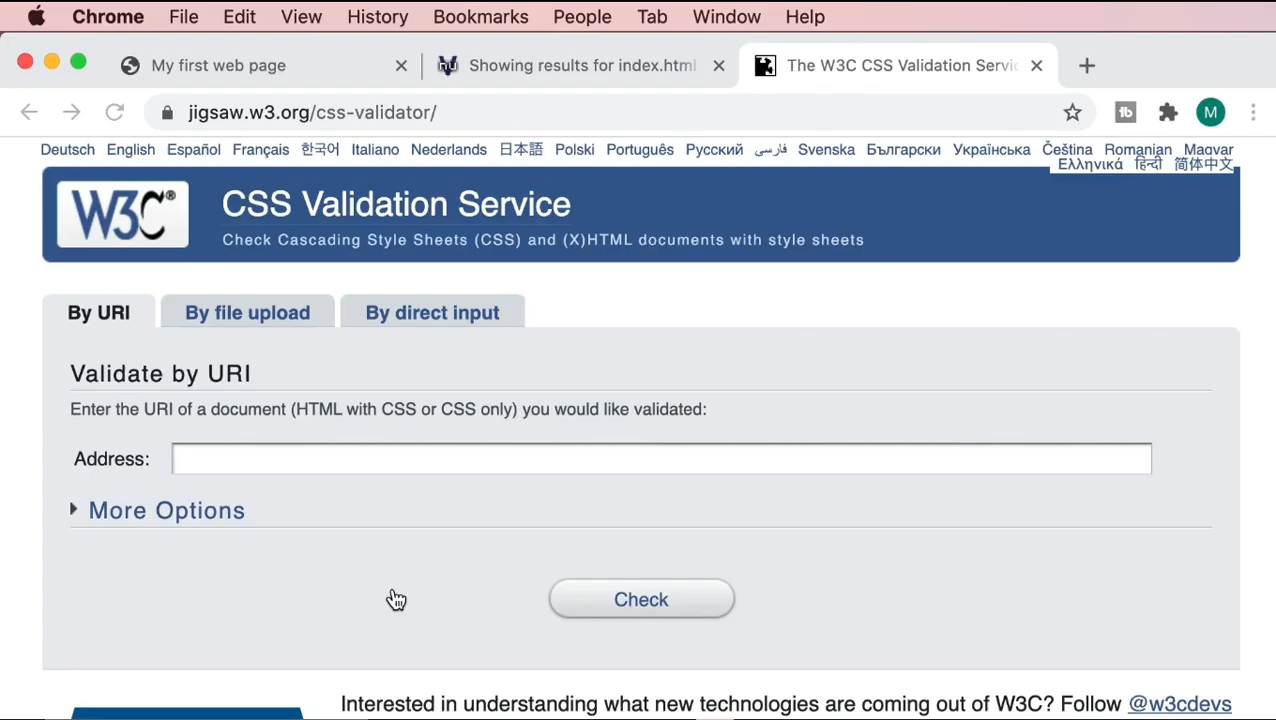 Chrome File Edit View History Bookmarks People Tab Window Help
My first web page Showing results for index.html The W3C CSS Validation Servic
jigsaw.w3.org/css-validator/ M
Deutsch English Español Français 한국어 Italiano Nederlands 日本語 Polski Português Русский فارسی Svenska Български Українська Čeština Romanian Magyar
Ελληνικά हिन्दी 简体中文
W3C® CSS Validation Service
Check Cascading Style Sheets (CSS) and (X)HTML documents with style sheets
By URI By file upload By direct input
Validate by URI
Enter the URI of a document (HTML with CSS or CSS only) you would like validated:
Address:
More Options
Check
Interested in understanding what new technologies are coming out of W3C? Follow @w3cdevs